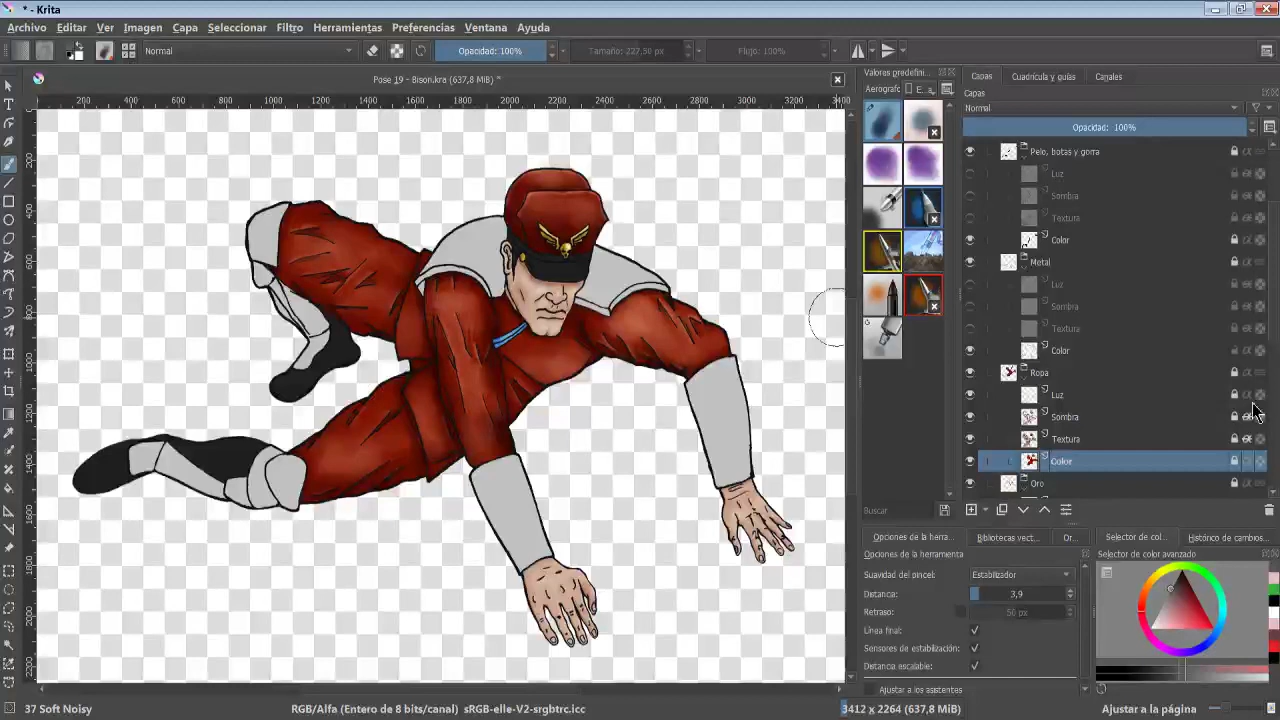 * - Krita
Archivo Editar Ver Imagen Capa Seleccionar Filtro Herramientas Preferencias Ventana Ayuda
Normal Opacidad: 100% Tamaño: 227,50 px Flujo: 100%
Pose 19 - Bison.kra (637,8 MiB) *
200 400 600 800 1000 1200 1400 1600 1800 2000 2200 2400 2600 2800 3000 3200 3400
Valores predefini...
Aerografo
E...
Buscar
Capas Cuadrícula y guías Canales
Capas
Normal
Opacidad: 100%
Pelo, botas y gorra
Luz
Sombra
Textura
Color
Metal
Luz
Sombra
Textura
Color
Ropa
Luz
Sombra
Textura
Color
Oro
Opciones de la herra... Bibliotecas vect... Or...
Opciones de la herramienta
Suavidad del pincel: Estabilizador
Distancia: 3,9
Retraso: 50 px
Línea final:
Sensores de estabilización:
Distancia escalable:
Ajustar a los asistentes
Selector de col... Histórico de cambios...
Selector de color avanzado
37 Soft Noisy
RGB/Alfa (Entero de 8 bits/canal) sRGB-elle-V2-srgbtrc.icc
3412 x 2264 (637,8 MiB)
Ajustar a la página